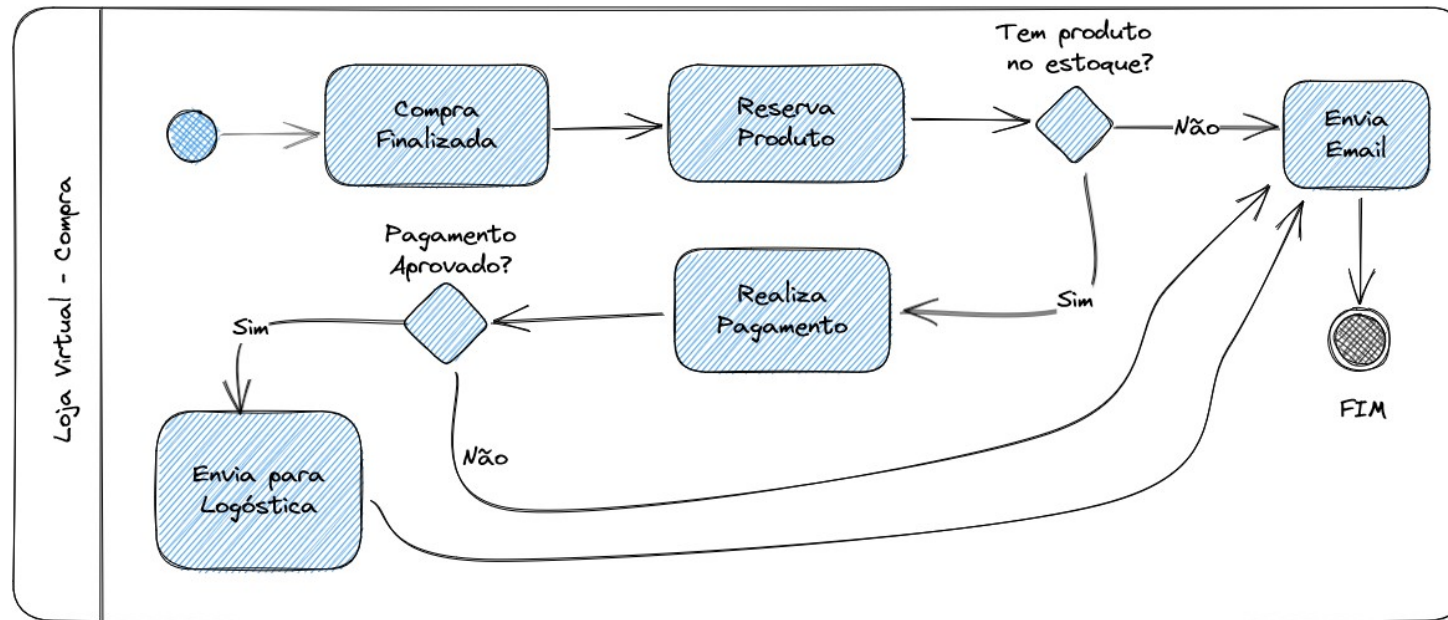 Loja Virtual - Compra
Compra
Finalizada
Reserva
Produto
Tem produto
no estoque?
Não
Envia
Email
Sim
Realiza
Pagamento
Pagamento
Aprovado?
Sim
Não
Envia para
Logóstica
FIM